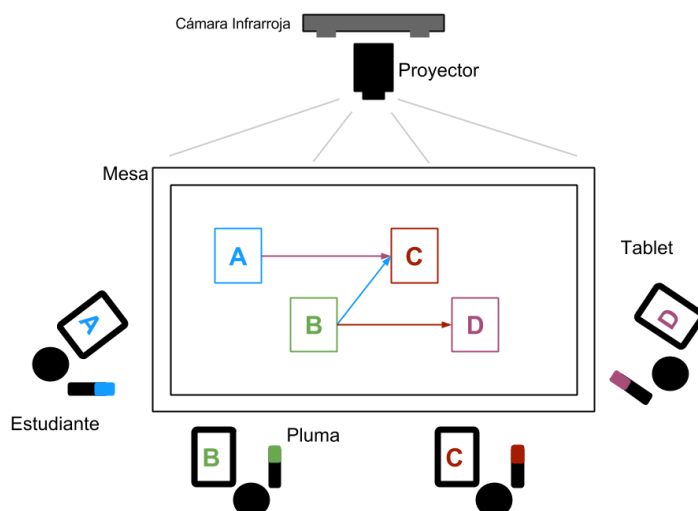 Cámara Infrarroja
Proyector
Mesa
A
C
Tablet
B
D
A
D
Estudiante
Pluma
B
C